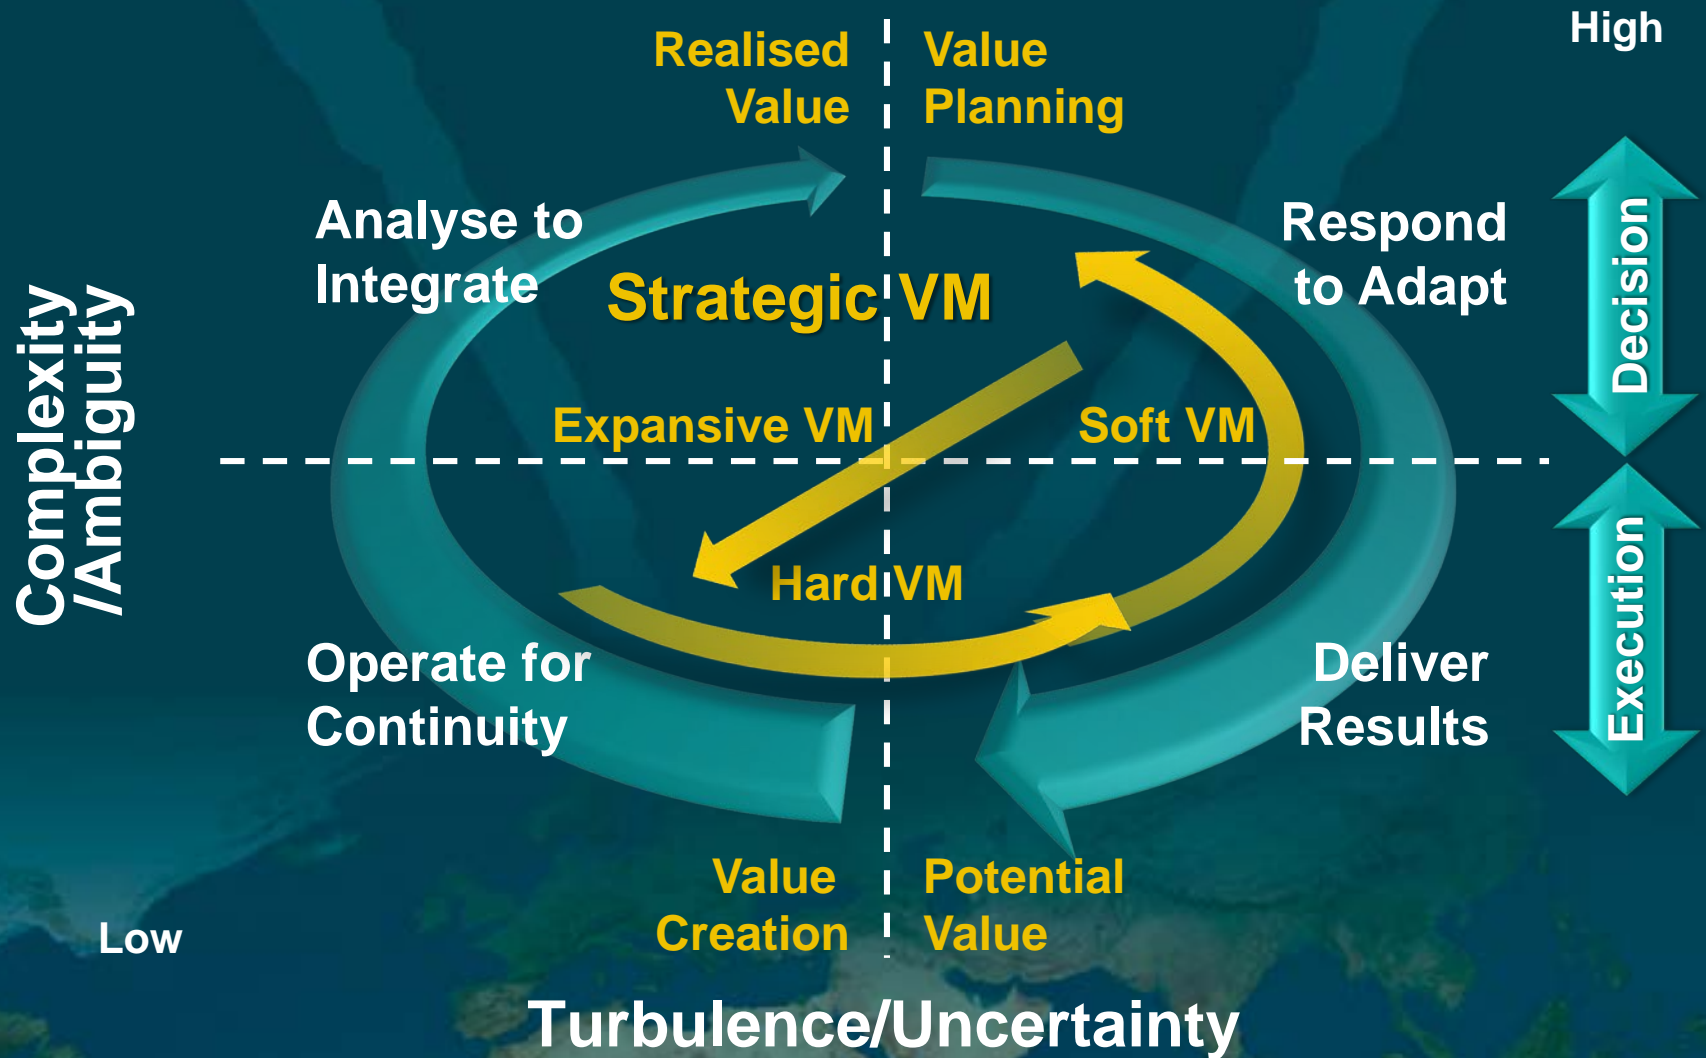 High
Realised
Value
Value
Planning
Analyse to
Integrate
Respond
to Adapt
Strategic VM
Decision
Complexity
/Ambiguity
Expansive VM
Soft VM
Hard VM
Execution
Operate for
Continuity
Deliver
Results
Value
Creation
Potential
Value
Low
Turbulence/Uncertainty